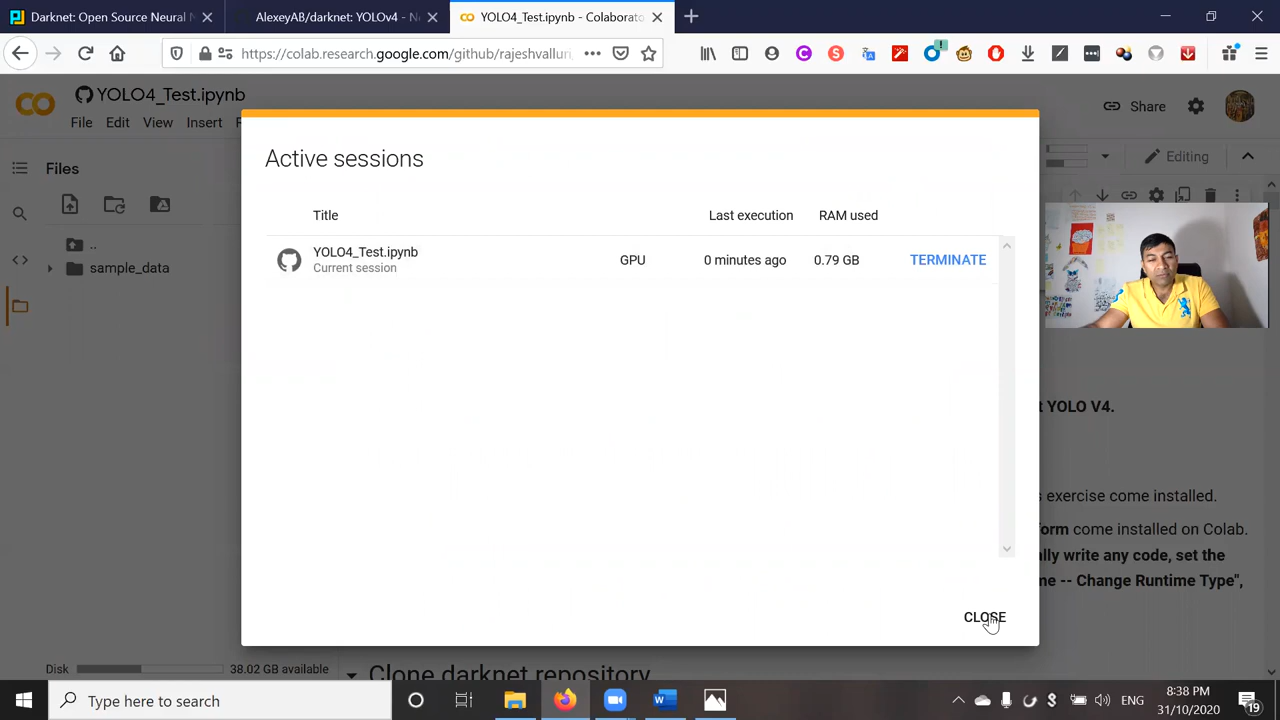 Darknet: Open Source Neural N
AlexeyAB/darknet: YOLOv4 - Ne
YOLO4_Test.ipynb - Colaborato
https://colab.research.google.com/github/rajeshvallur
YOLO4_Test.ipynb
Share
File Edit View Insert
Files
Editing
..
sample_data
Active sessions
Title Last execution RAM used
YOLO4_Test.ipynb
Current session
GPU 0 minutes ago 0.79 GB TERMINATE
t YOLO V4.
s exercise come installed.
form come installed on Colab.
ally write any code, set the
me -- Change Runtime Type",
CLOSE
Disk 38.02 GB available
Clone darknet repository
Type here to search
ENG
8:38 PM
31/10/2020
19